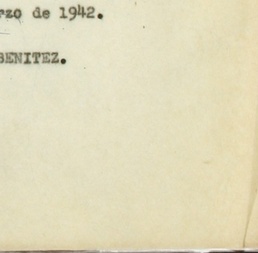 rzo de 1942.
BENITEZ.